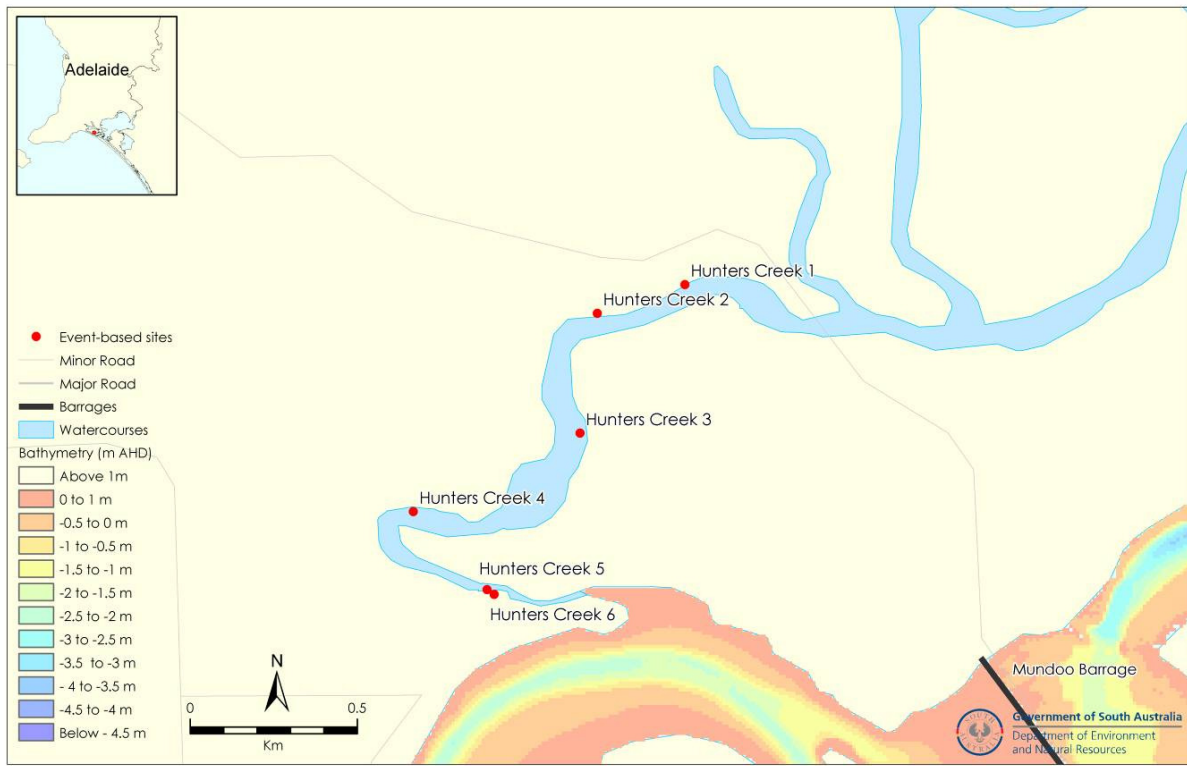 Adelaide
Hunters Creek 1
Hunters Creek 2
Hunters Creek 3
Hunters Creek 4
Hunters Creek 5
Hunters Creek 6
Event-based sites
Minor Road
Major Road
Barrages
Watercourses
Bathymetry (m AHD)
Above 1m
0 to 1 m
-0.5 to 0 m
-1 to -0.5 m
-1.5 to -1 m
-2 to -1.5 m
-2.5 to -2 m
-3 to -2.5 m
-3.5 to -3 m
- 4 to -3.5 m
-4.5 to -4 m
Below - 4.5 m
N
0 0.5
Km
Mundoo Barrage
SOUTH
AUSTRALIA
Government of South Australia
Department of Environment
and Natural Resources